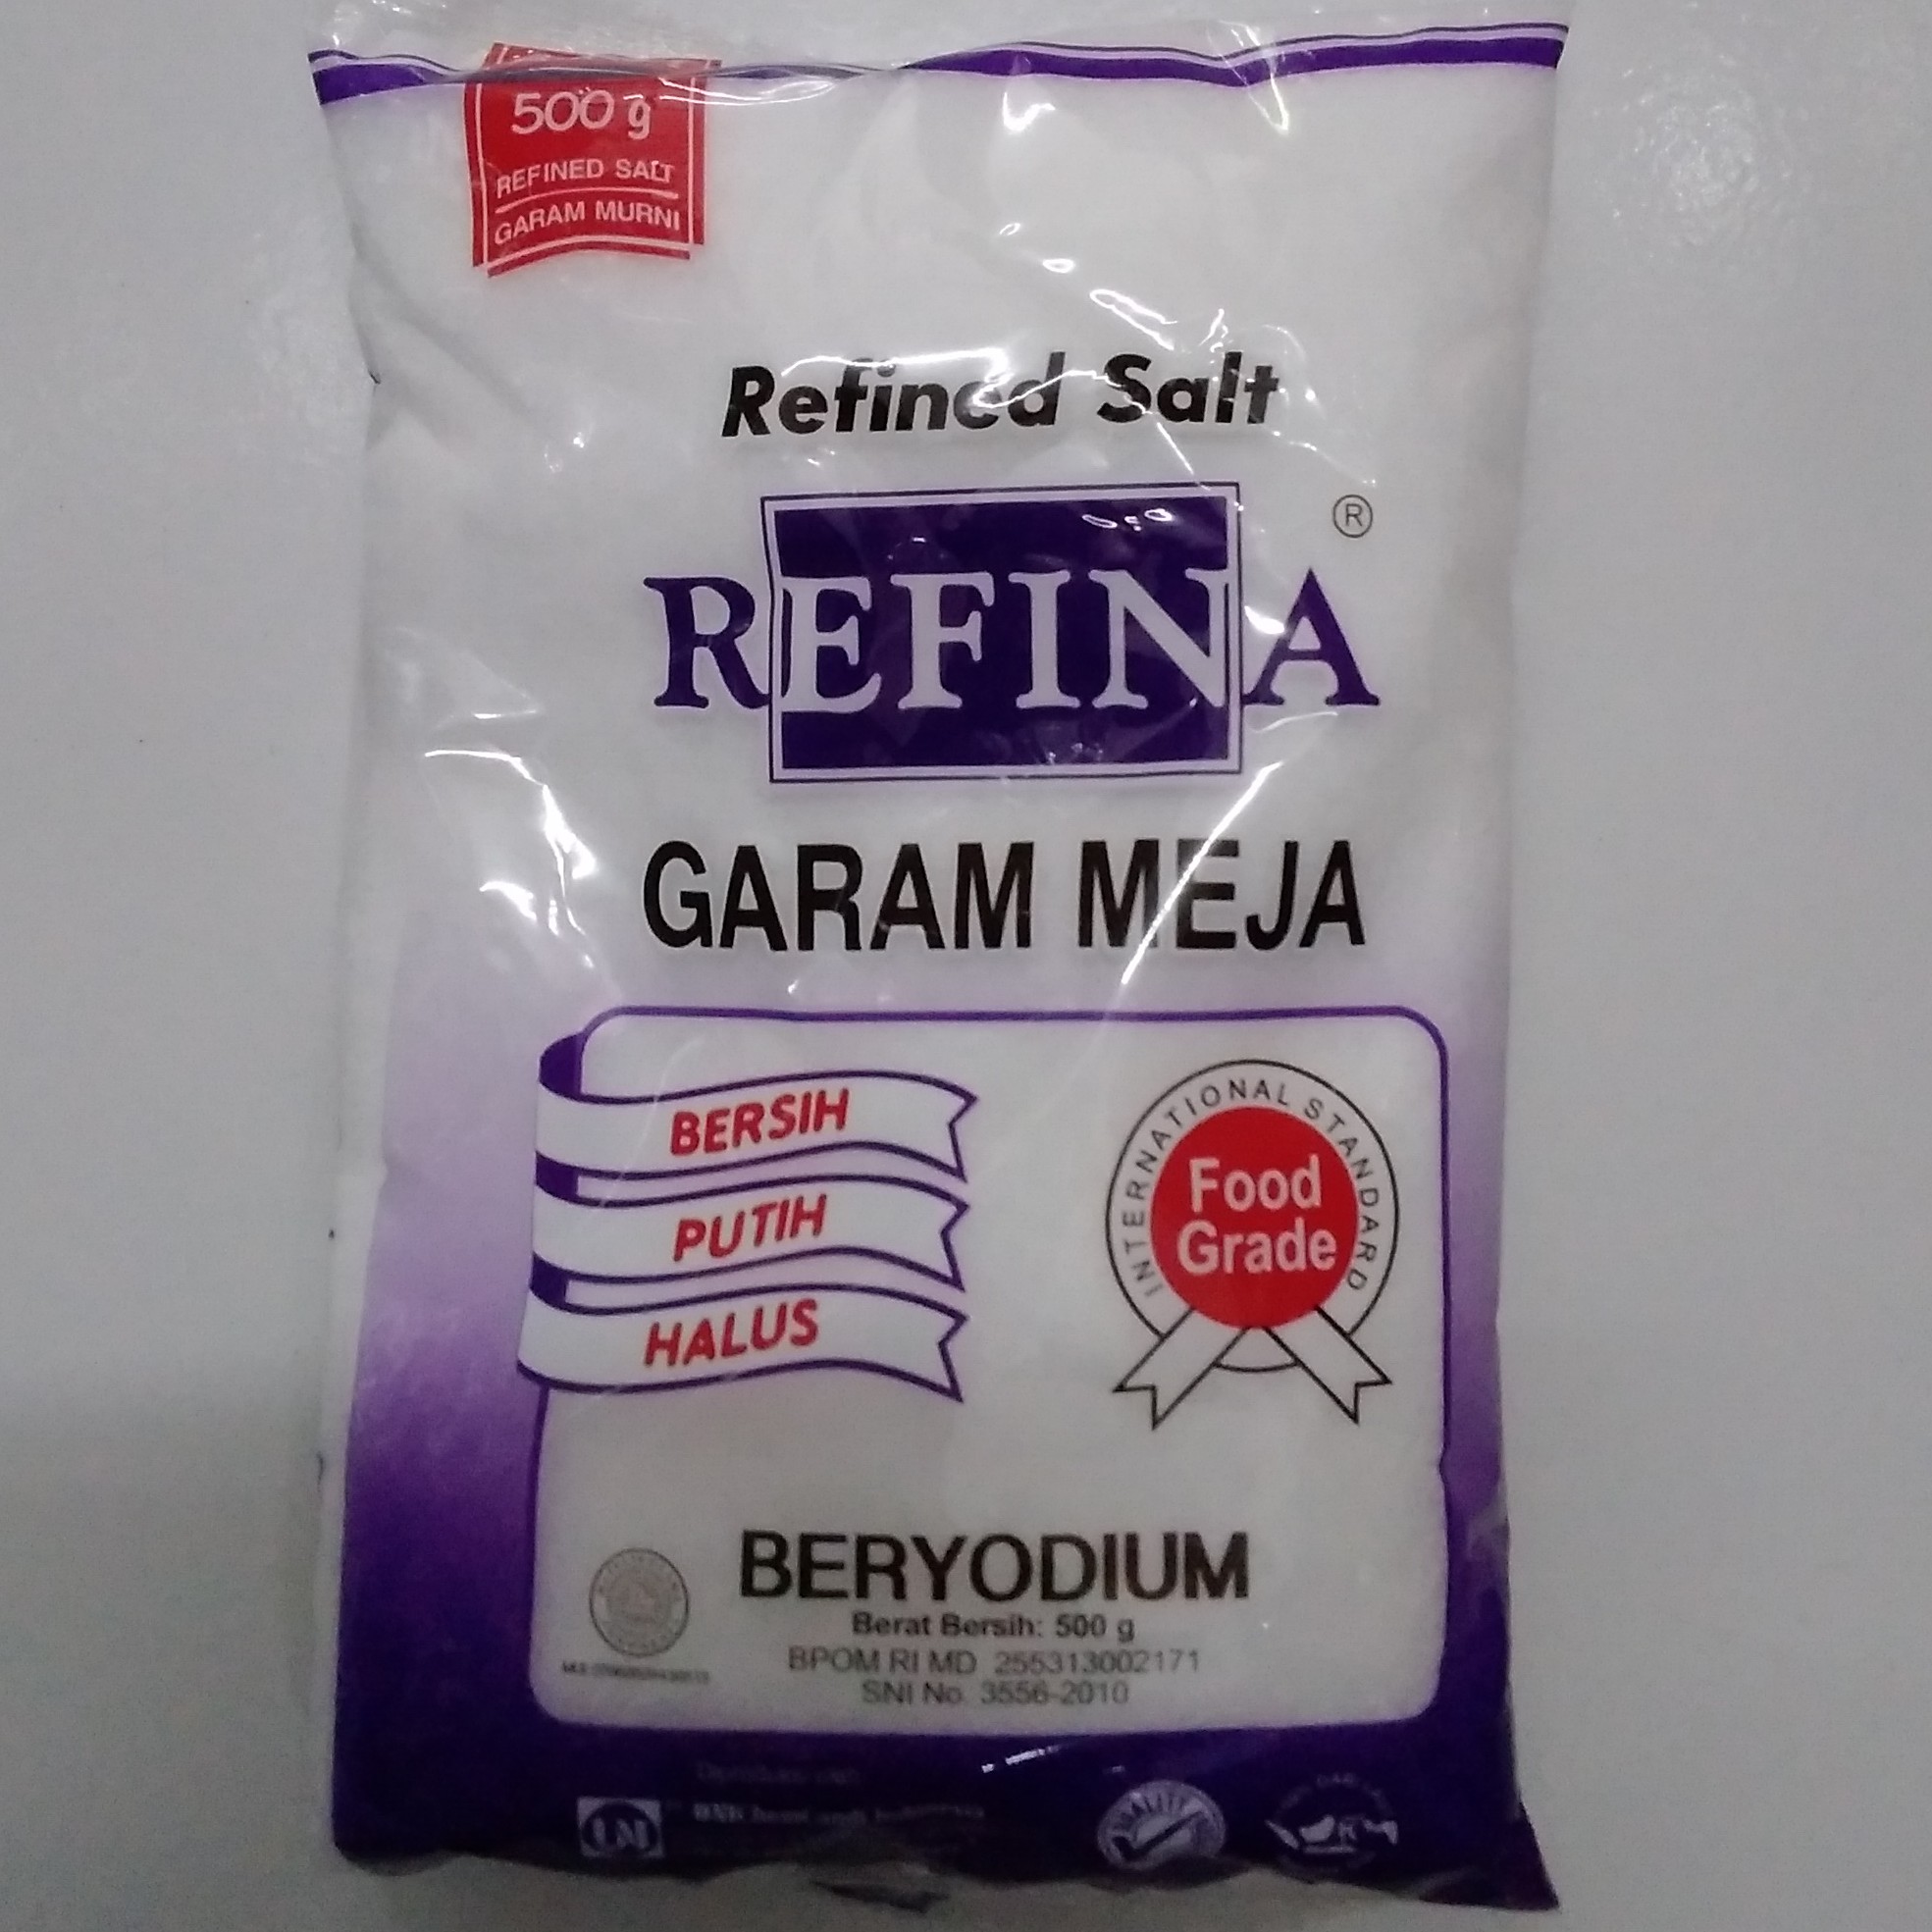 500 g
REFINED SALT
GARAM MURNI
Refined Salt
®
REFINA
GARAM MEJA
BERSIH
PUTIH
HALUS
INTERNATIONAL STANDARD
Food
Grade
BERYODIUM
Berat Bersih: 500 g
BPOM RI MD 255313002171
SNI No. 3556-2010
QUALITY